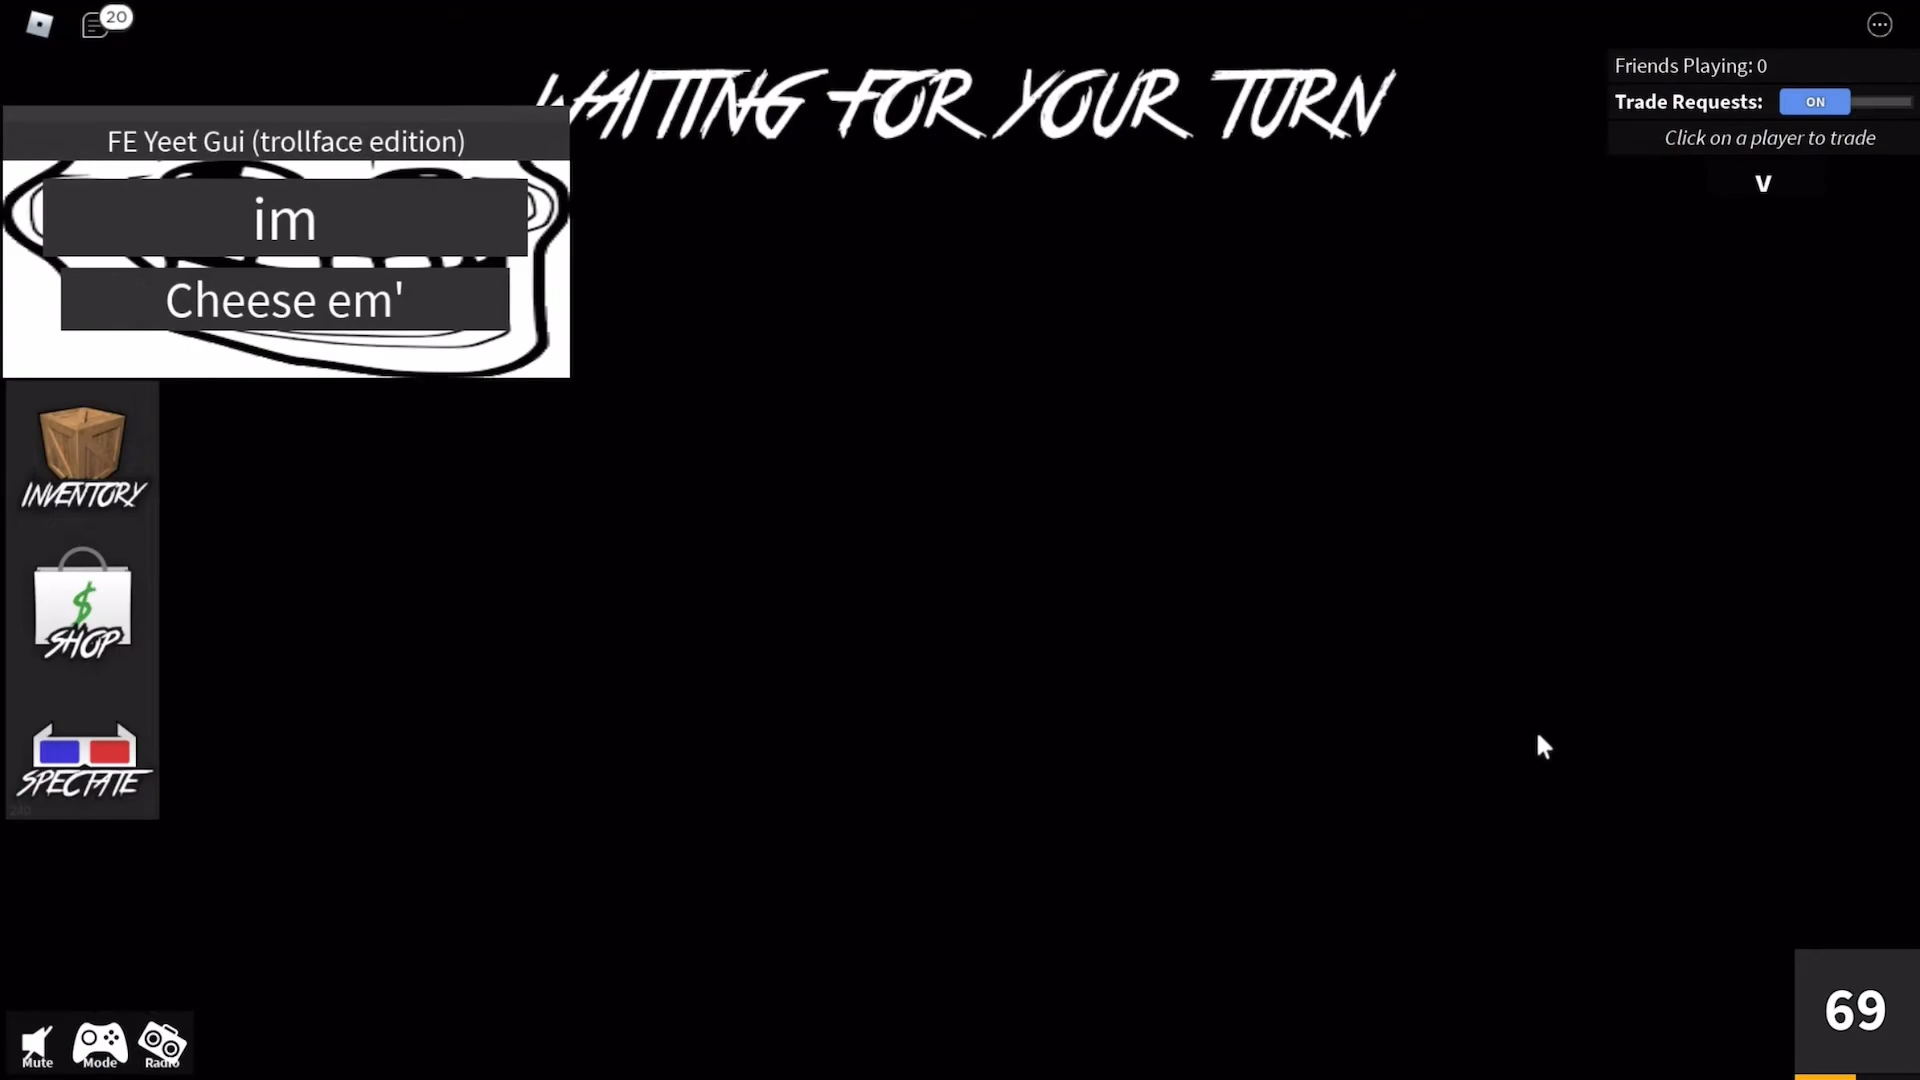 20
WAITING FOR YOUR TURN
Friends Playing: 0
Trade Requests: ON
Click on a player to trade
v
FE Yeet Gui (trollface edition)
im
Cheese em'
INVENTORY
$
SHOP
SPECTATE
240
69
Mute
Mode
Radio